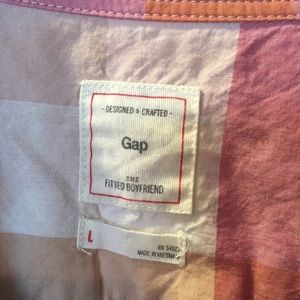 - DESIGNED & CRAFTED -
Gap
THE
FITTED BOYFRIEND
L
RN 54023
MADE IN VIETNAM